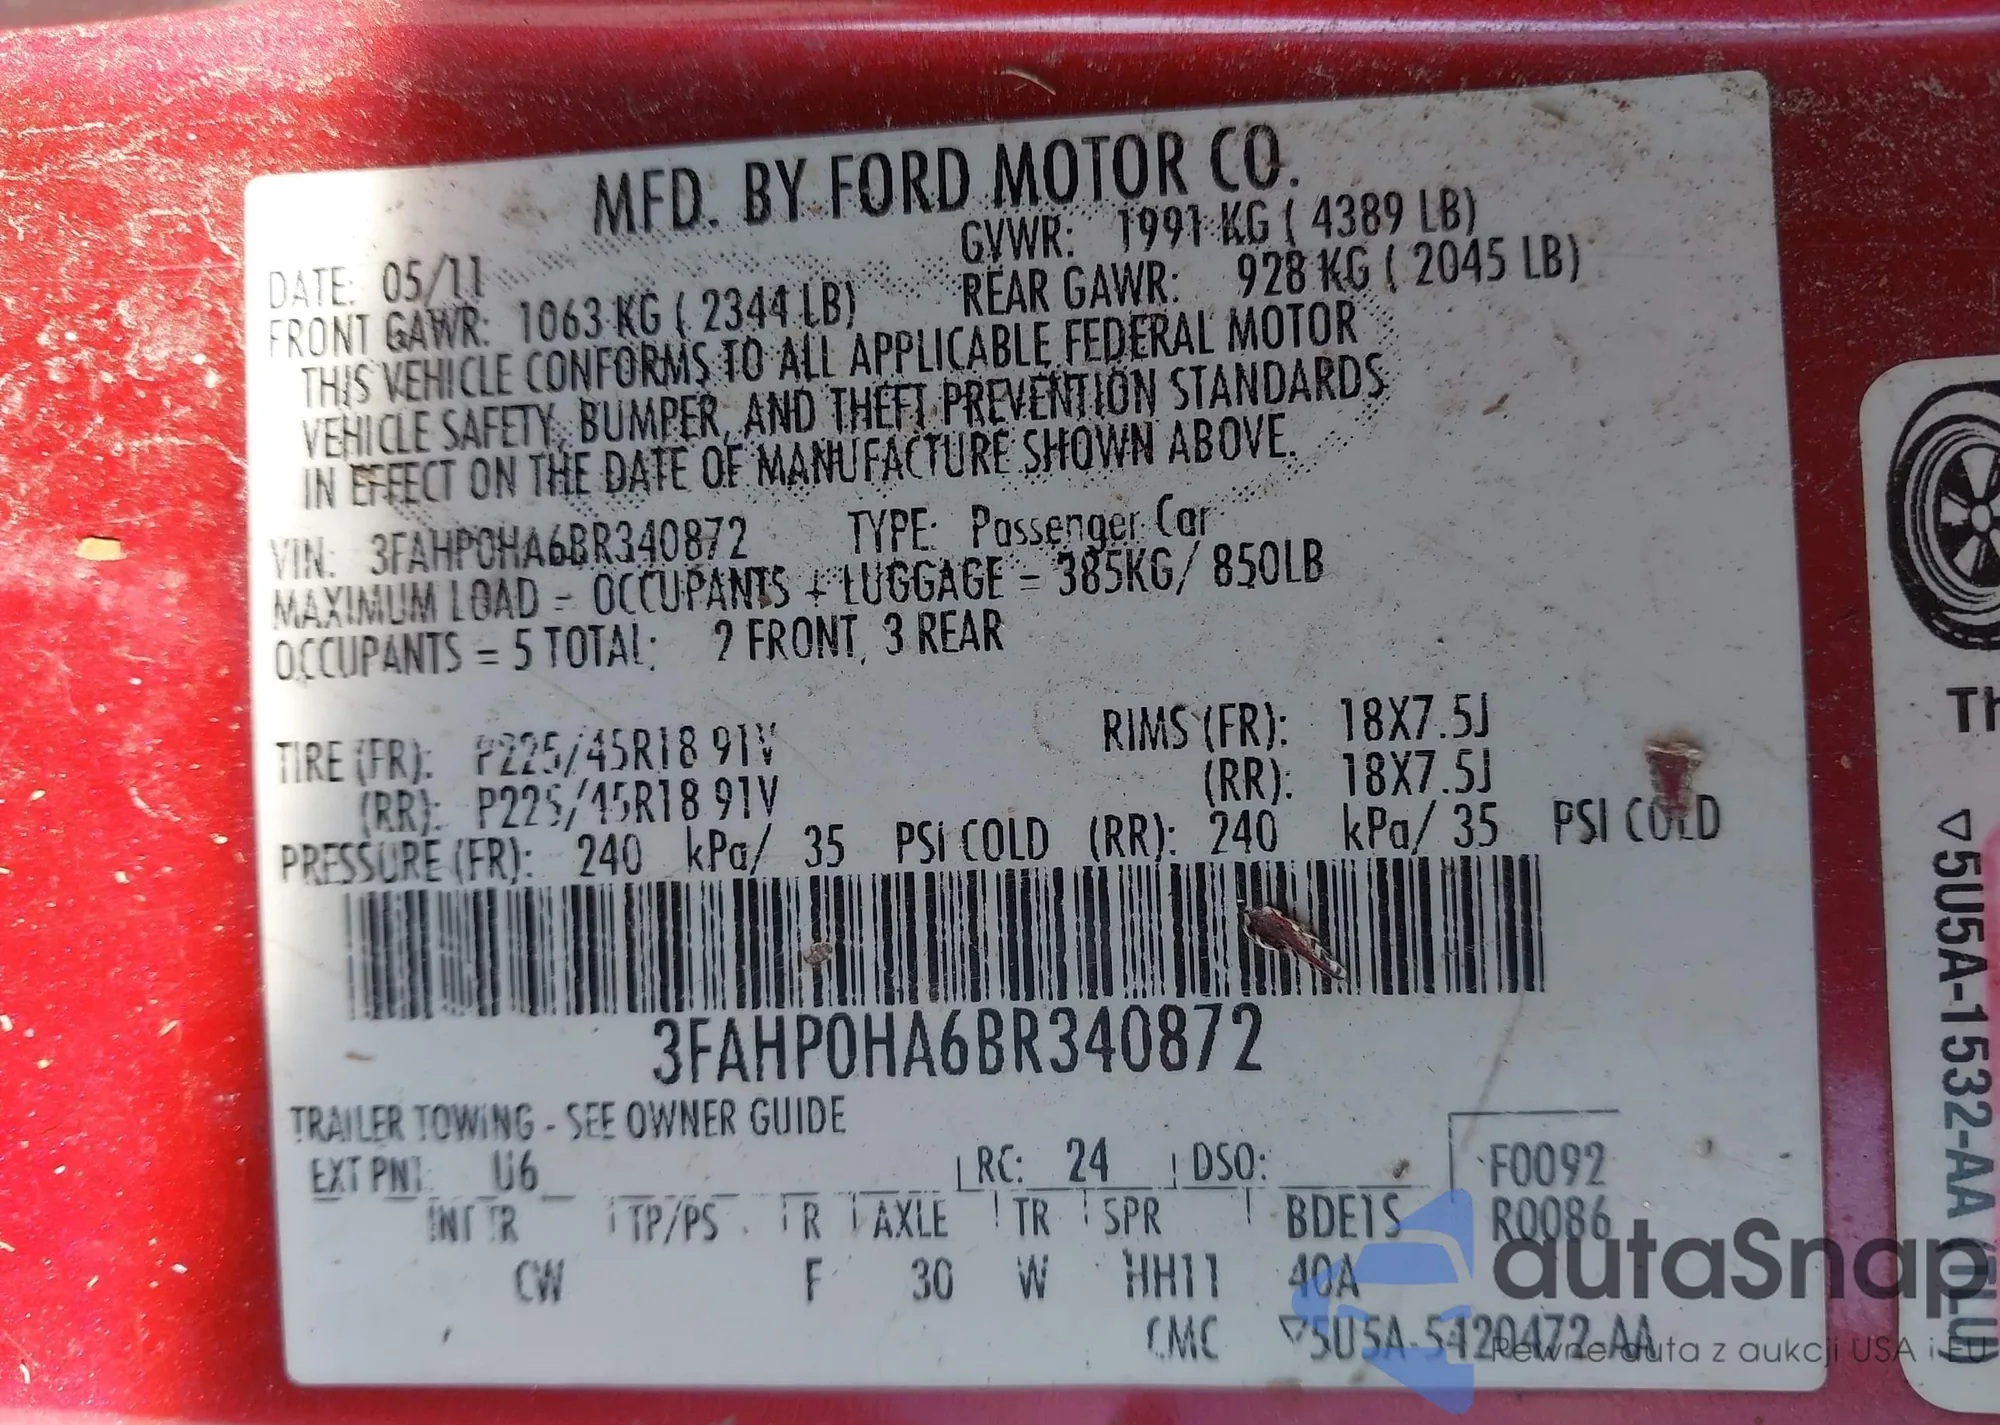 MFD. BY FORD MOTOR CO.
DATE: 05/11 GVWR: 1991 KG ( 4389 LB)
FRONT GAWR: 1063 KG ( 2344 LB) REAR GAWR: 928 KG ( 2045 LB)
THIS VEHICLE CONFORMS TO ALL APPLICABLE FEDERAL MOTOR
VEHICLE SAFETY, BUMPER, AND THEFT PREVENTION STANDARDS
IN EFFECT ON THE DATE OF MANUFACTURE SHOWN ABOVE.
VIN: 3FAHP0HA6BR340872 TYPE: Passenger Car
MAXIMUM LOAD = OCCUPANTS + LUGGAGE = 385KG/ 850LB
OCCUPANTS = 5 TOTAL: 2 FRONT, 3 REAR
TIRE (FR): P225/45R18 91V RIMS (FR): 18X7.5J
(RR): P225/45R18 91V (RR): 18X7.5J
PRESSURE (FR): 240 kPa/ 35 PSI COLD (RR): 240 kPa/ 35 PSI COLD
3FAHP0HA6BR340872
TRAILER TOWING - SEE OWNER GUIDE
EXT PNT: U6 RC: 24 DSO: F0092
INT TR TP/PS R AXLE TR SPR BDE1S R0086
CW F 30 W HH11 40A
CMC ▽5U5A-5420472-AA
Th
▽5U5A-1532-AA
autoSnap
Pewne auta z aukcji USA i EU